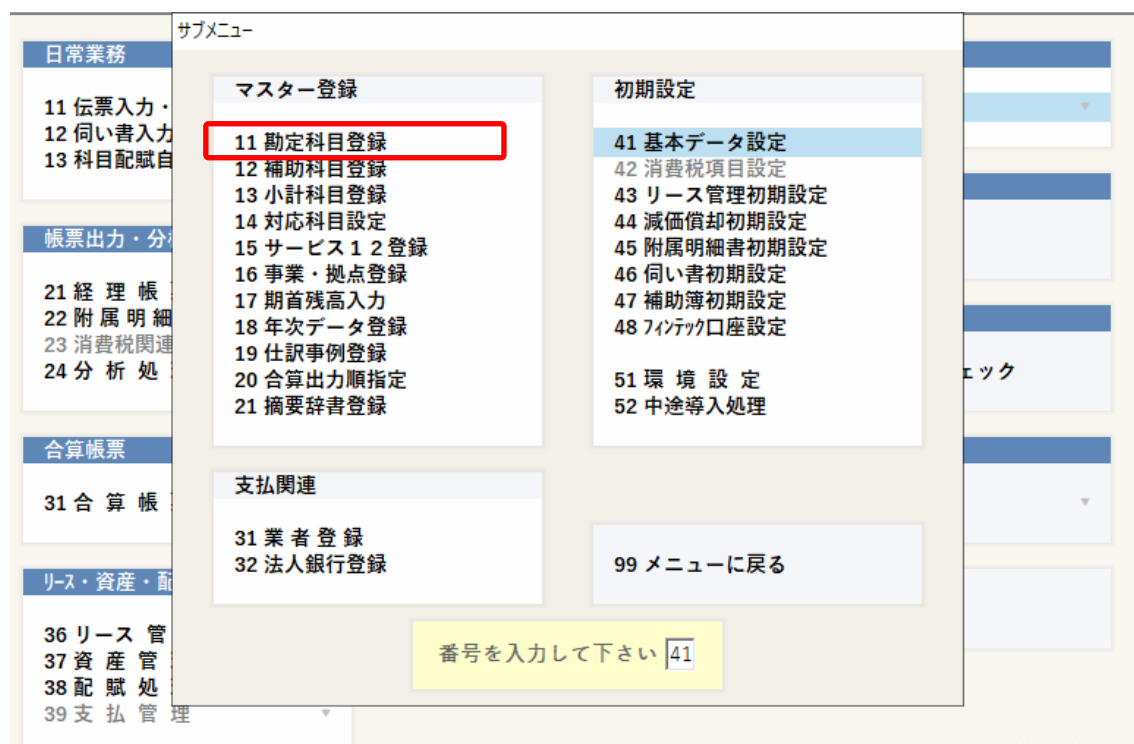 サブメニュー
日常業務
11 伝票入力・
12 伺い書入力
13 科目配賦自
帳票出力・分
21 経 理 帳
22 附 属 明 細
23 消費税関連
24 分 析 処
合算帳票
31 合 算 帳
ﾘｰｽ・資産・配
36 リース 管
37 資 産 管
38 配 賦 処
39 支 払 管 理
マスター登録
11 勘定科目登録
12 補助科目登録
13 小計科目登録
14 対応科目設定
15 サービス１２登録
16 事業・拠点登録
17 期首残高入力
18 年次データ登録
19 仕訳事例登録
20 合算出力順指定
21 摘要辞書登録
支払関連
31 業 者 登 録
32 法人銀行登録
初期設定
41 基本データ設定
42 消費税項目設定
43 リース管理初期設定
44 減価償却初期設定
45 附属明細書初期設定
46 伺い書初期設定
47 補助簿初期設定
48 ﾌｨﾝﾃｯｸ口座設定
51 環 境 設 定
52 中途導入処理
99 メニューに戻る
番号を入力して下さい 41
ェック